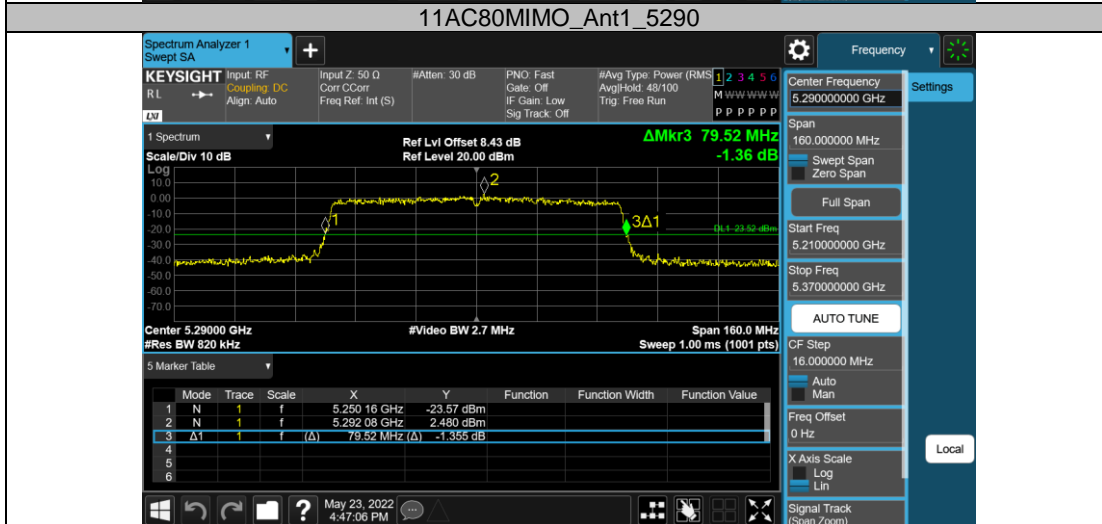 11AC80MIMO_Ant1_5290
Spectrum Analyzer 1
Swept SA
+
Frequency
KEYSIGHT
Input: RF
Input Z: 50 Ω
#Atten: 30 dB
PNO: Fast
#Avg Type: Power (RMS
1 2 3 4 5 6
RL
Coupling: DC
Corr CCorr
Gate: Off
Avg|Hold: 48/100
M W W W W W
Align: Auto
Freq Ref: Int (S)
IF Gain: Low
Trig: Free Run
Sig Track: Off
P P P P P P
LXI
1 Spectrum
Ref Lvl Offset 8.43 dB
ΔMkr3 79.52 MHz
Scale/Div 10 dB
Ref Level 20.00 dBm
-1.36 dB
Log
10.0
0.00
-10.0
-20.0
-30.0
-40.0
-50.0
-60.0
-70.0
1
2
3Δ1
DL1 -23.52 dBm
Center 5.29000 GHz
#Video BW 2.7 MHz
Span 160.0 MHz
#Res BW 820 kHz
Sweep 1.00 ms (1001 pts)
5 Marker Table
Mode Trace Scale X Y Function Function Width Function Value
1 N 1 f 5.250 16 GHz -23.57 dBm
2 N 1 f 5.292 08 GHz 2.480 dBm
3 Δ1 1 f (Δ) 79.52 MHz (Δ) -1.355 dB
4
5
6
?
May 23, 2022
4:47:06 PM
Center Frequency
5.290000000 GHz
Settings
Span
160.000000 MHz
Swept Span
Zero Span
Full Span
Start Freq
5.210000000 GHz
Stop Freq
5.370000000 GHz
AUTO TUNE
CF Step
16.000000 MHz
Auto
Man
Freq Offset
0 Hz
Local
X Axis Scale
Log
Lin
Signal Track
(Span Zoom)